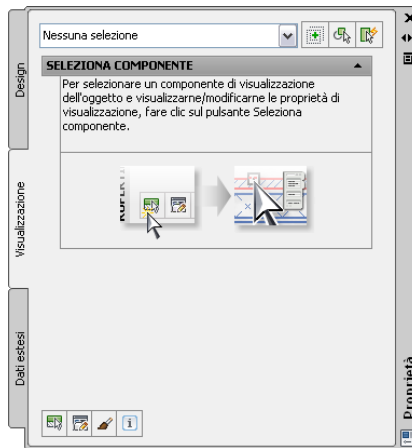 Nessuna selezione
SELEZIONA COMPONENTE
Per selezionare un componente di visualizzazione
dell'oggetto e visualizzarne/modificarne le proprietà di
visualizzazione, fare clic sul pulsante Seleziona
componente.
Design
Visualizzazione
Dati estesi
Proprietà